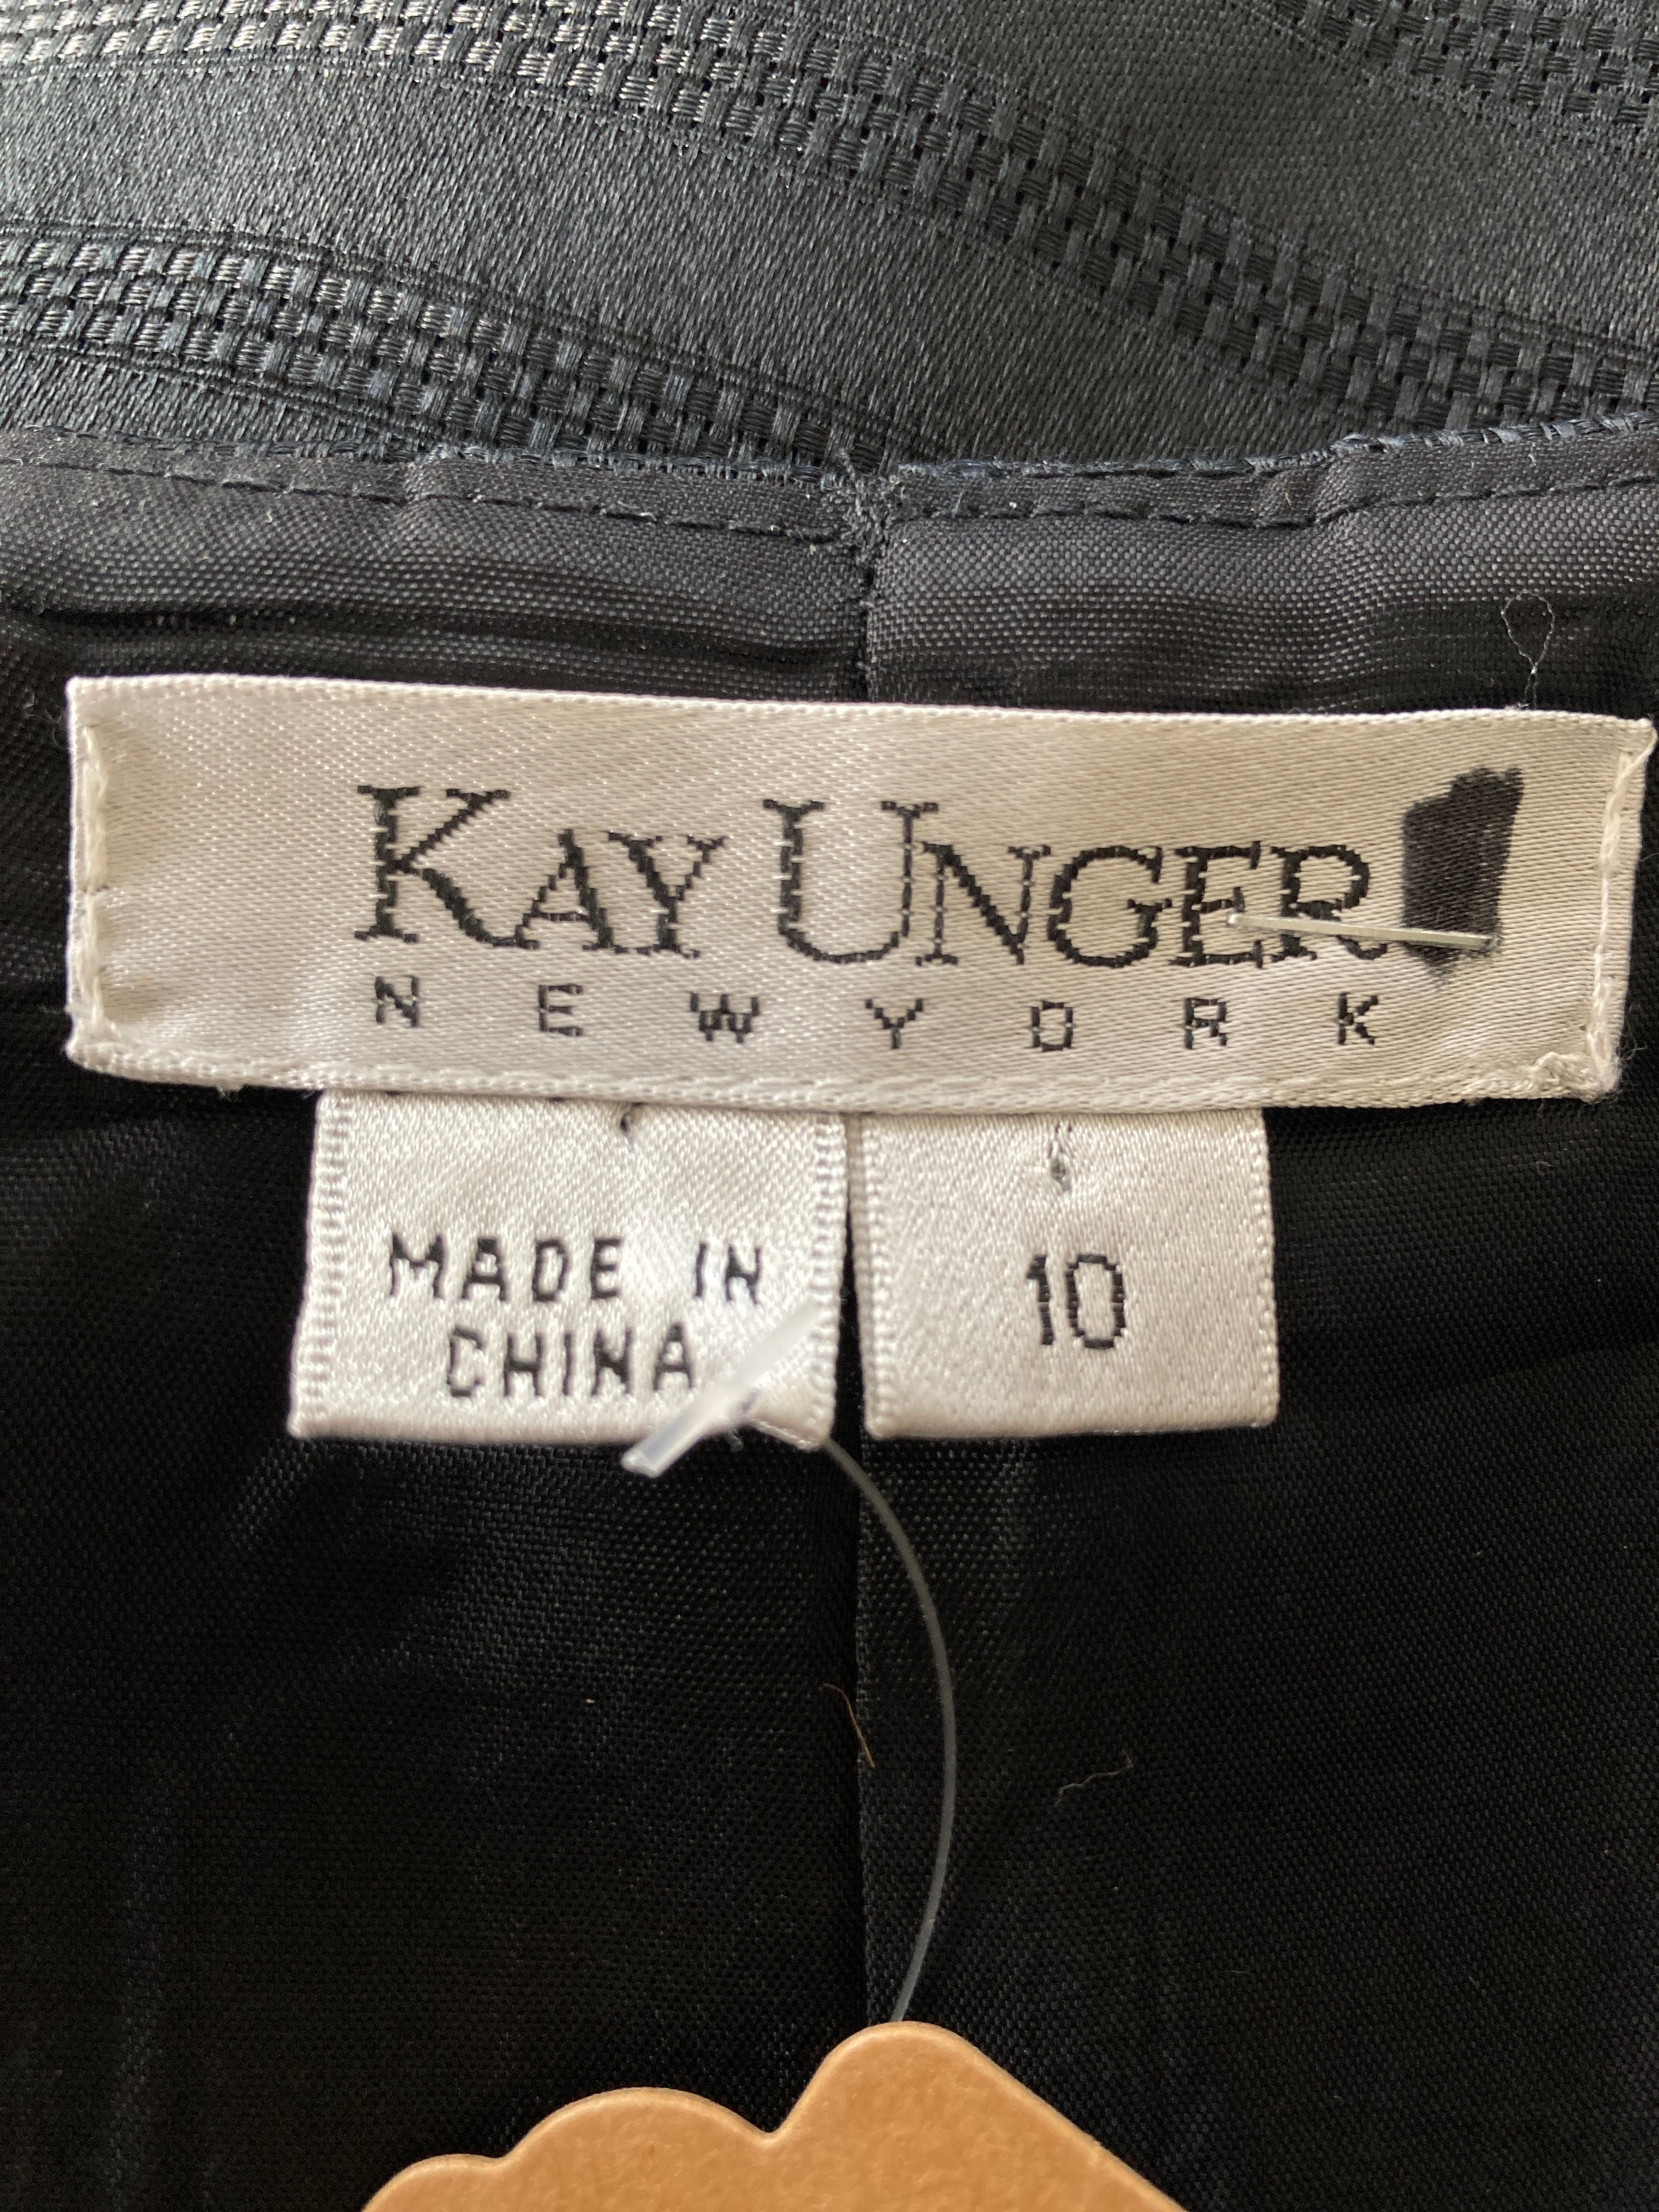 KAY UNGER
NEW YORK
MADE IN
CHINA
10